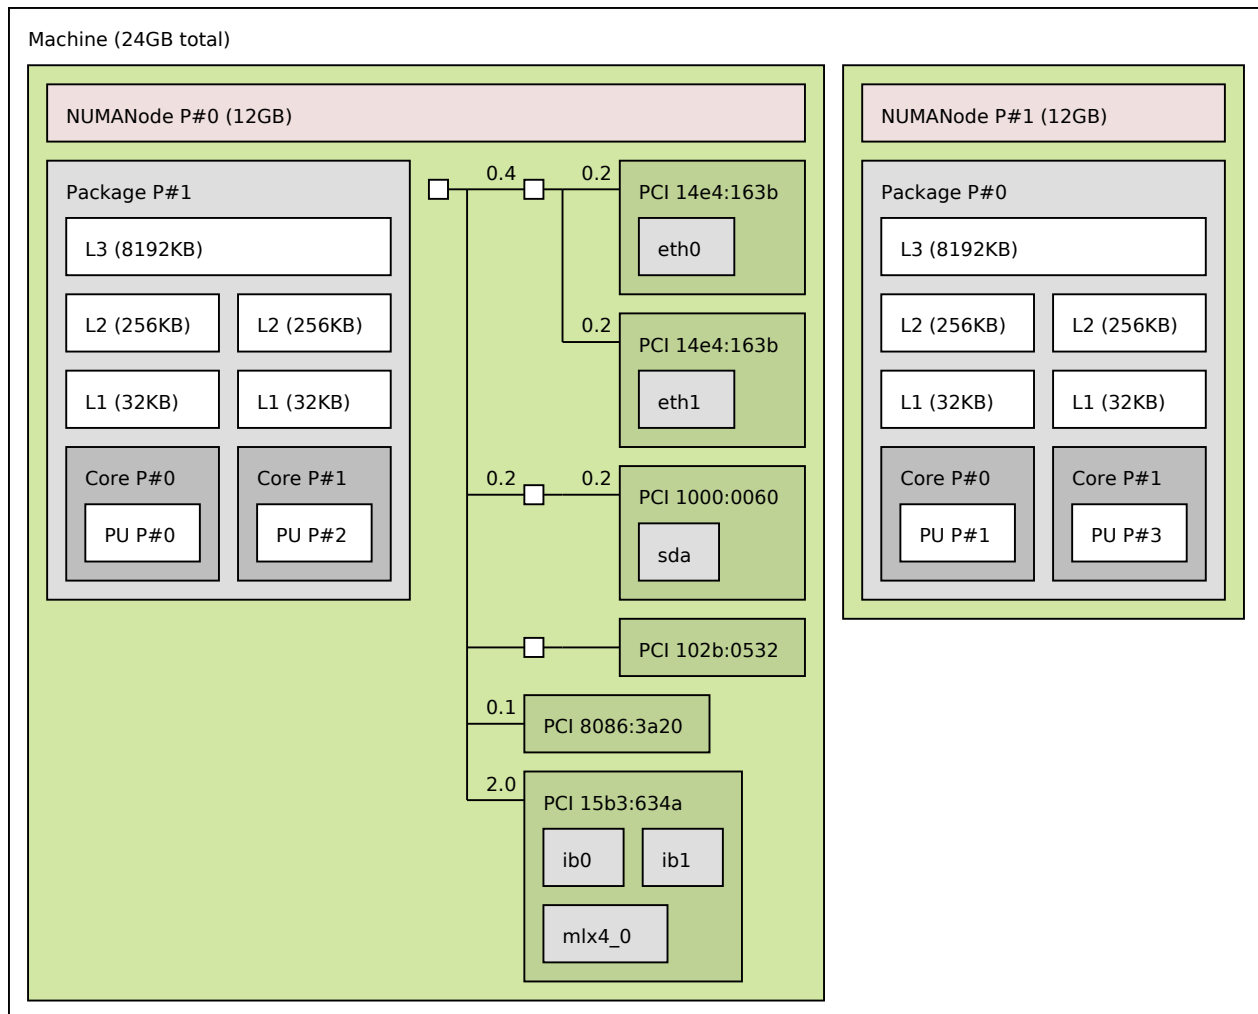 Machine (24GB total)
NUMANode P#0 (12GB)
Package P#1
L3 (8192KB)
L2 (256KB) L2 (256KB)
L1 (32KB) L1 (32KB)
Core P#0 Core P#1
PU P#0 PU P#2
0.4 0.2
PCI 14e4:163b
eth0
0.2
PCI 14e4:163b
eth1
0.2 0.2
PCI 1000:0060
sda
PCI 102b:0532
0.1
PCI 8086:3a20
2.0
PCI 15b3:634a
ib0 ib1
mlx4_0
NUMANode P#1 (12GB)
Package P#0
L3 (8192KB)
L2 (256KB) L2 (256KB)
L1 (32KB) L1 (32KB)
Core P#0 Core P#1
PU P#1 PU P#3